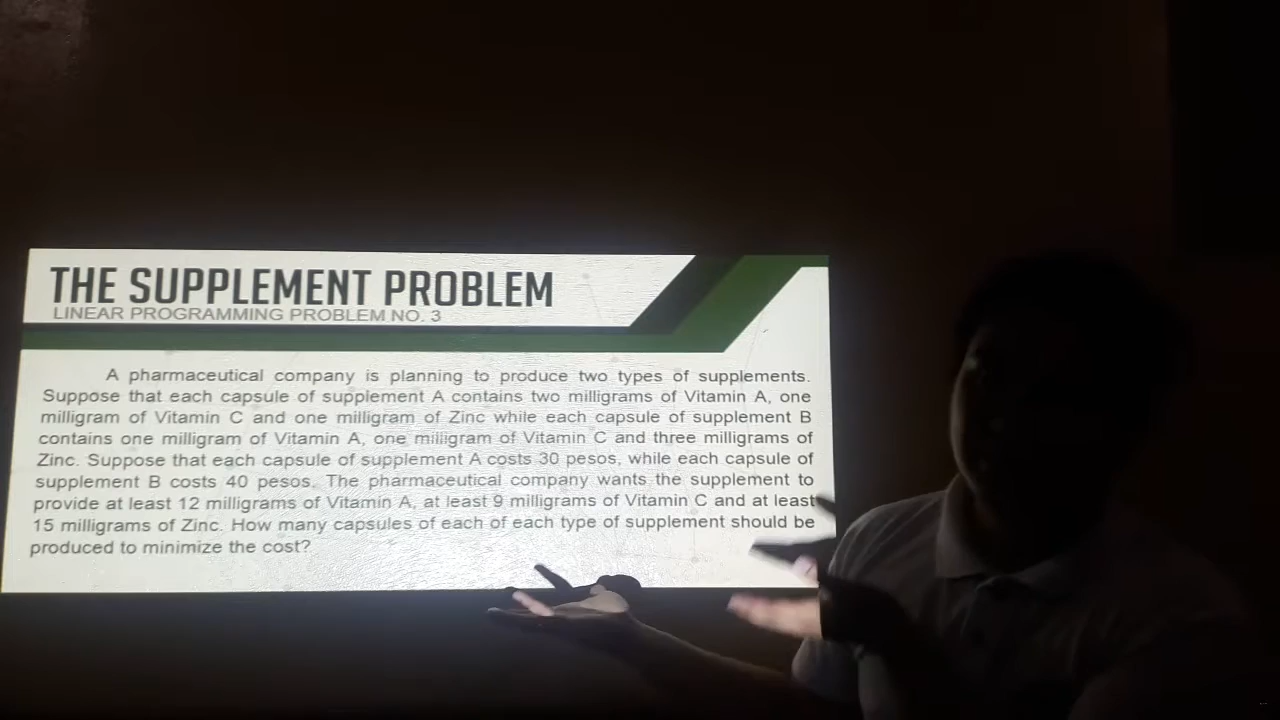 THE SUPPLEMENT PROBLEM
LINEAR PROGRAMMING PROBLEM NO. 3
A pharmaceutical company is planning to produce two types of supplements.
Suppose that each capsule of supplement A contains two milligrams of Vitamin A, one
milligram of Vitamin C and one milligram of Zinc while each capsule of supplement B
contains one milligram of Vitamin A, one milligram of Vitamin C and three milligrams of
Zinc. Suppose that each capsule of supplement A costs 30 pesos, while each capsule of
supplement B costs 40 pesos. The pharmaceutical company wants the supplement to
provide at least 12 milligrams of Vitamin A, at least 9 milligrams of Vitamin C and at least
15 milligrams of Zinc. How many capsules of each of each type of supplement should be
produced to minimize the cost?